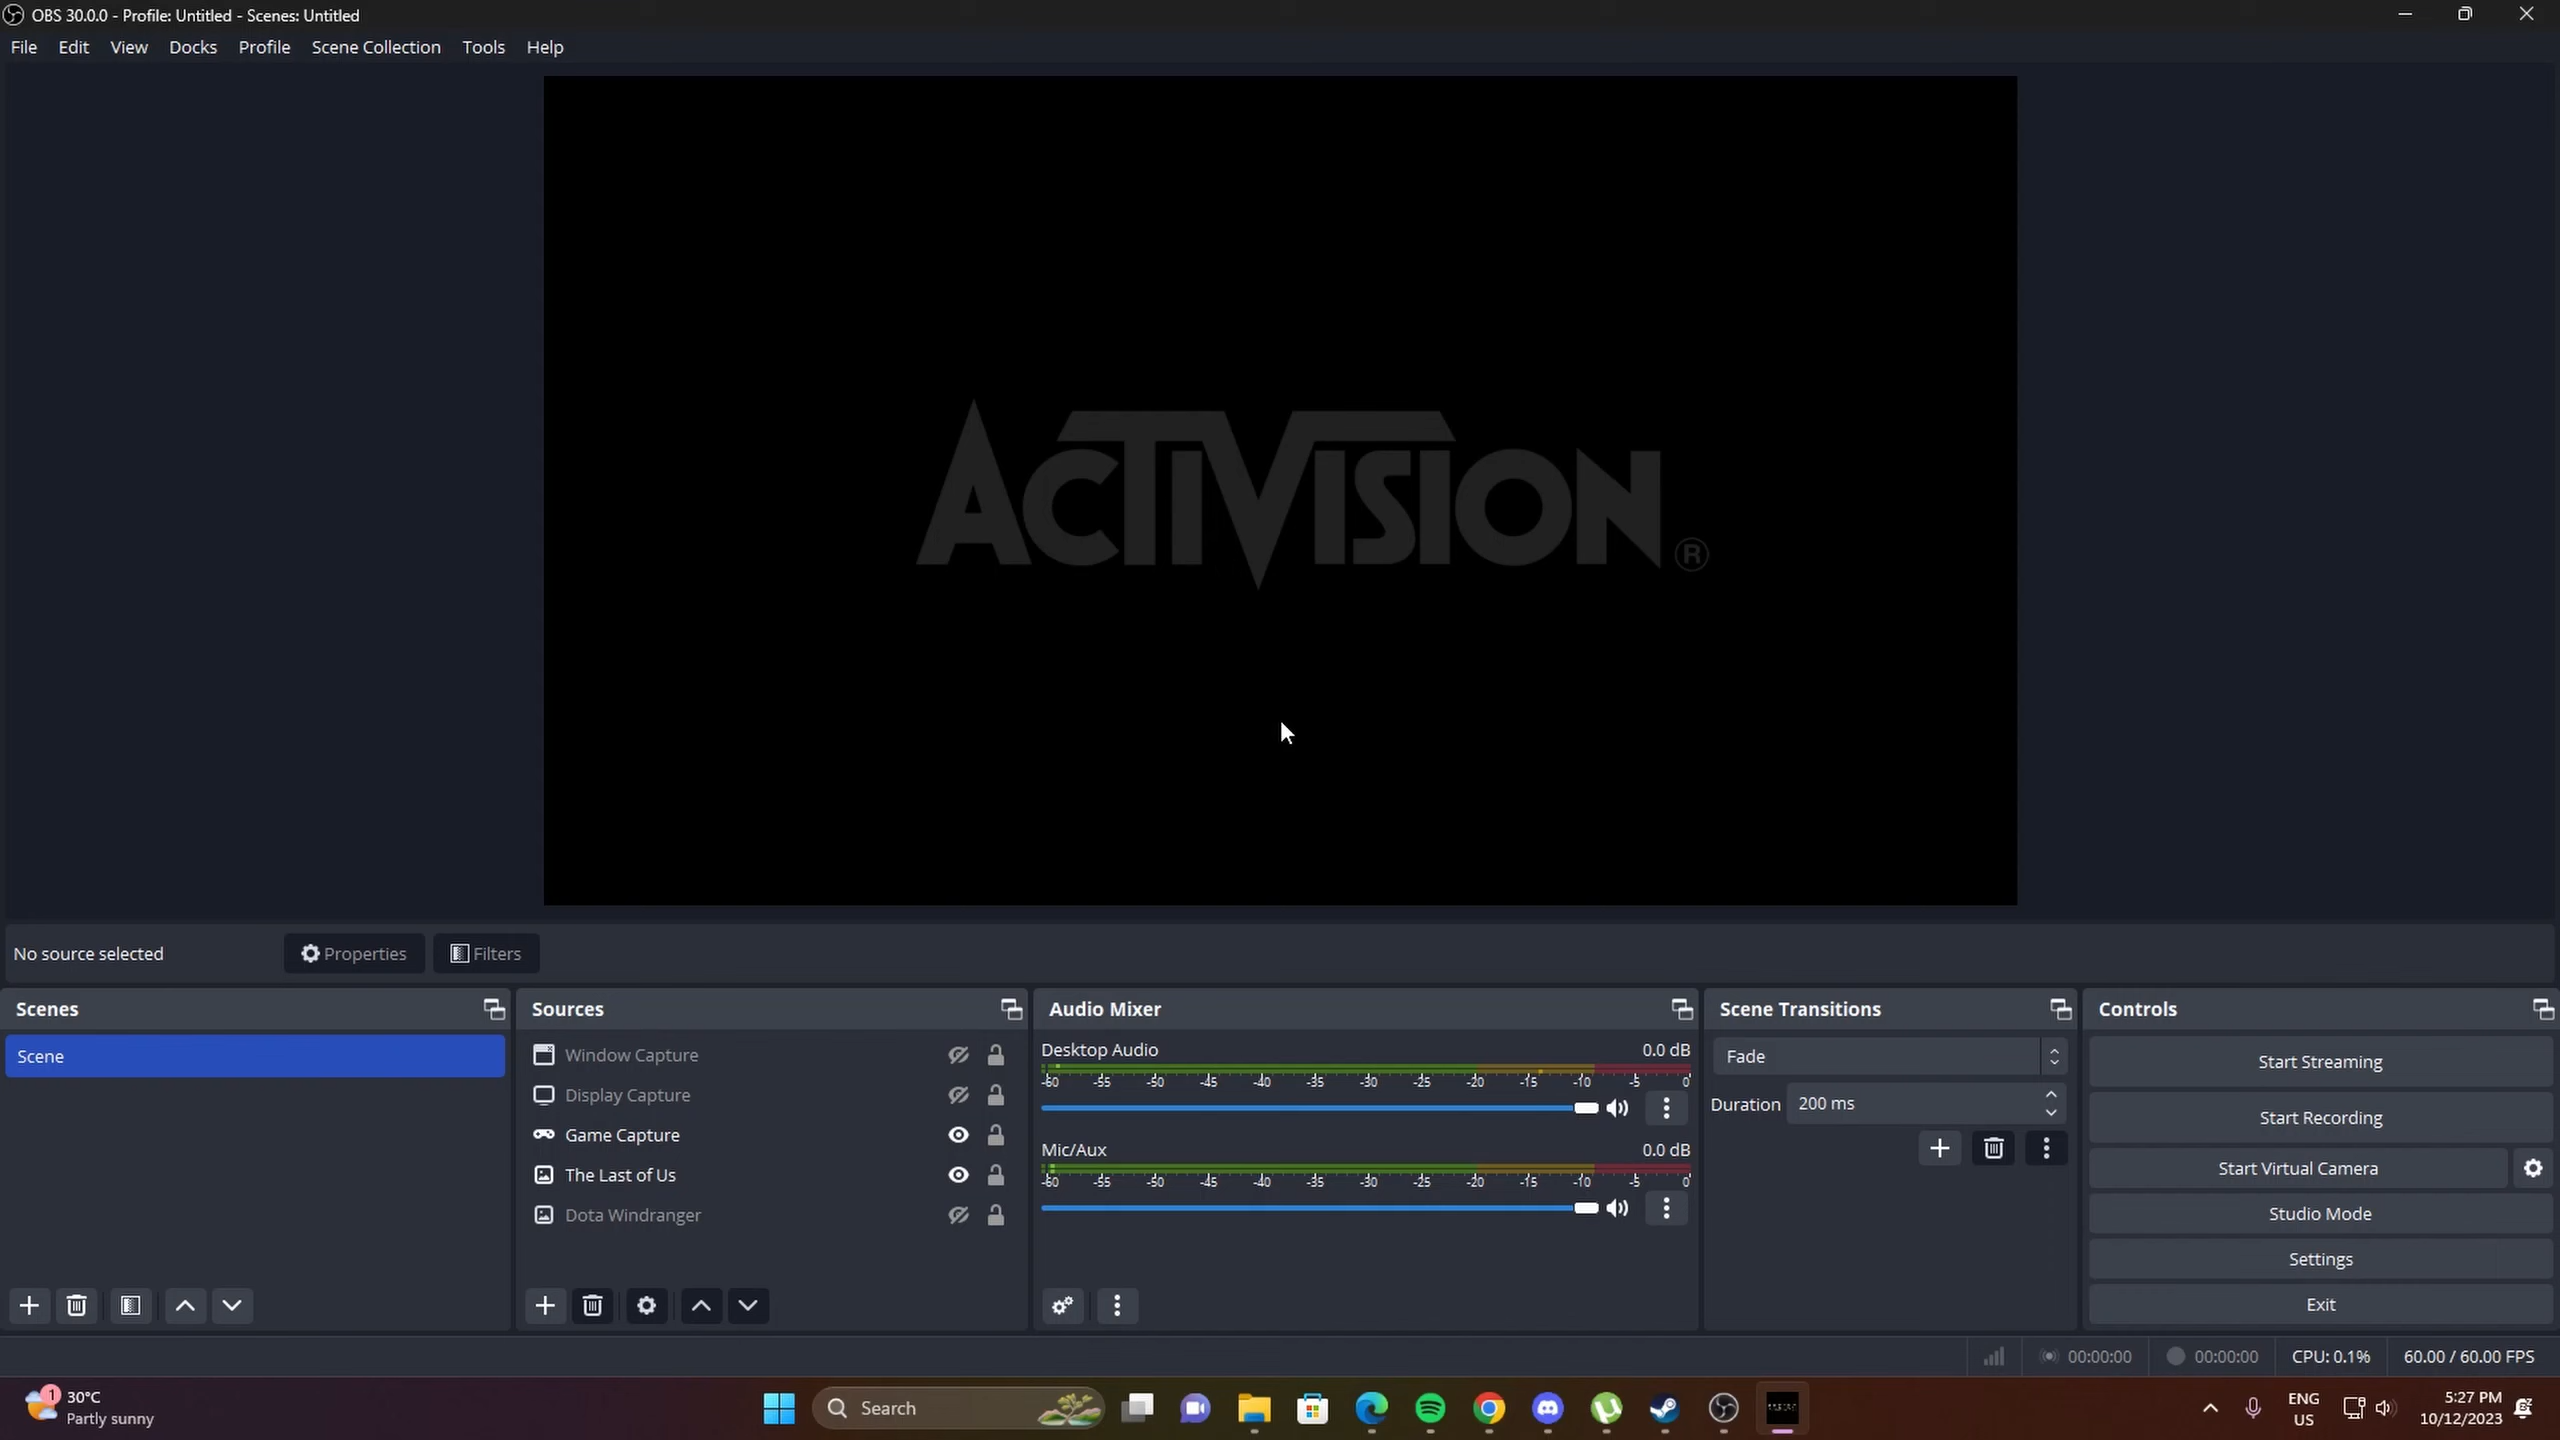 OBS 30.0.0 - Profile: Untitled - Scenes: Untitled
File Edit View Docks Profile Scene Collection Tools Help
ACTIVISION®
No source selected Properties Filters
Scenes
Scene
Sources
Window Capture
Display Capture
Game Capture
The Last of Us
Dota Windranger
Audio Mixer
Desktop Audio 0.0 dB
-60 -55 -50 -45 -40 -35 -30 -25 -20 -15 -10 -5 0
Mic/Aux 0.0 dB
-60 -55 -50 -45 -40 -35 -30 -25 -20 -15 -10 -5 0
Scene Transitions
Fade
Duration 200 ms
Controls
Start Streaming
Start Recording
Start Virtual Camera
Studio Mode
Settings
Exit
00:00:00 00:00:00 CPU: 0.1% 60.00 / 60.00 FPS
1 30°C
Partly sunny
Search
ENG
US
5:27 PM
10/12/2023